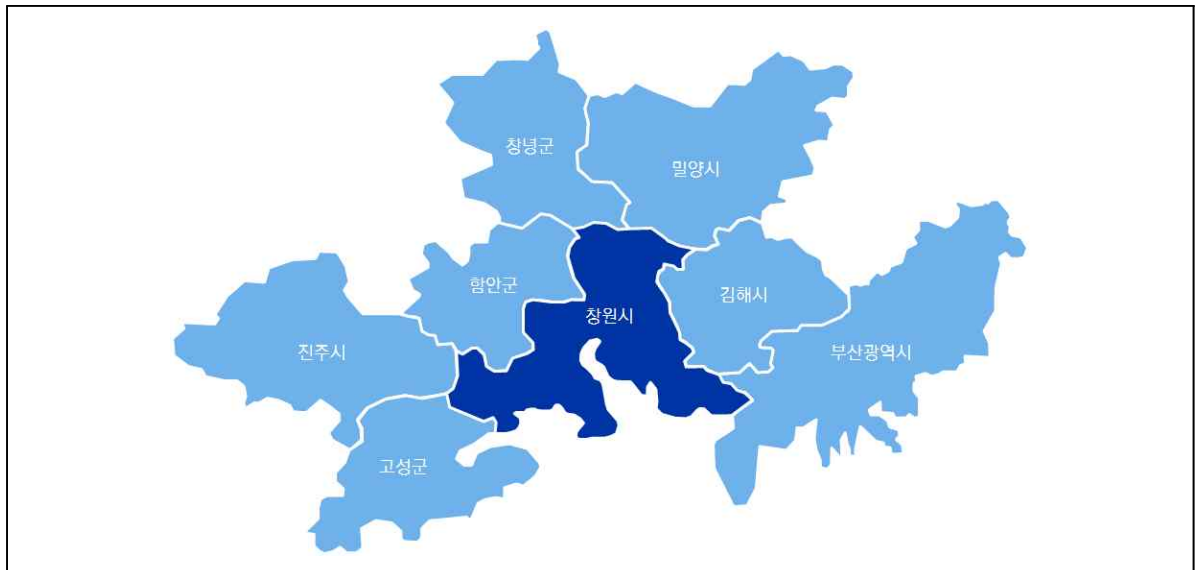 창녕군
밀양시
함안군
김해시
창원시
진주시
부산광역시
고성군